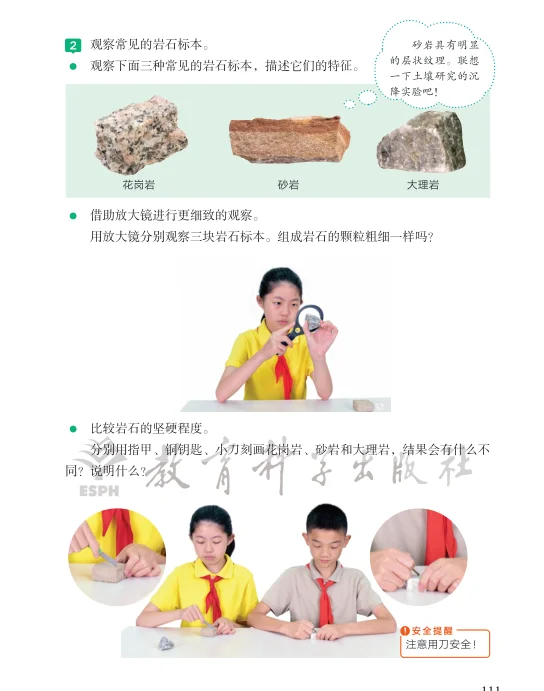 2 观察常见的岩石标本。
● 观察下面三种常见的岩石标本，描述它们的特征。
砂岩具有明显
的层状纹理。联想
一下土壤研究的沉
降实验吧！
花岗岩 砂岩 大理岩
● 借助放大镜进行更细致的观察。
用放大镜分别观察三块岩石标本。组成岩石的颗粒粗细一样吗？
● 比较岩石的坚硬程度。
分别用指甲、铜钥匙、小刀刻画花岗岩、砂岩和大理岩，结果会有什么不
同？说明什么？
ESPH 教育科学出版社
安全提醒
注意用刀安全！
111